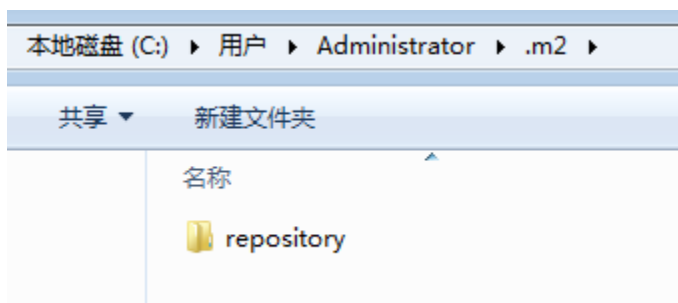 本地磁盘 (C:) ▸ 用户 ▸ Administrator ▸ .m2 ▸
共享 新建文件夹
名称
repository